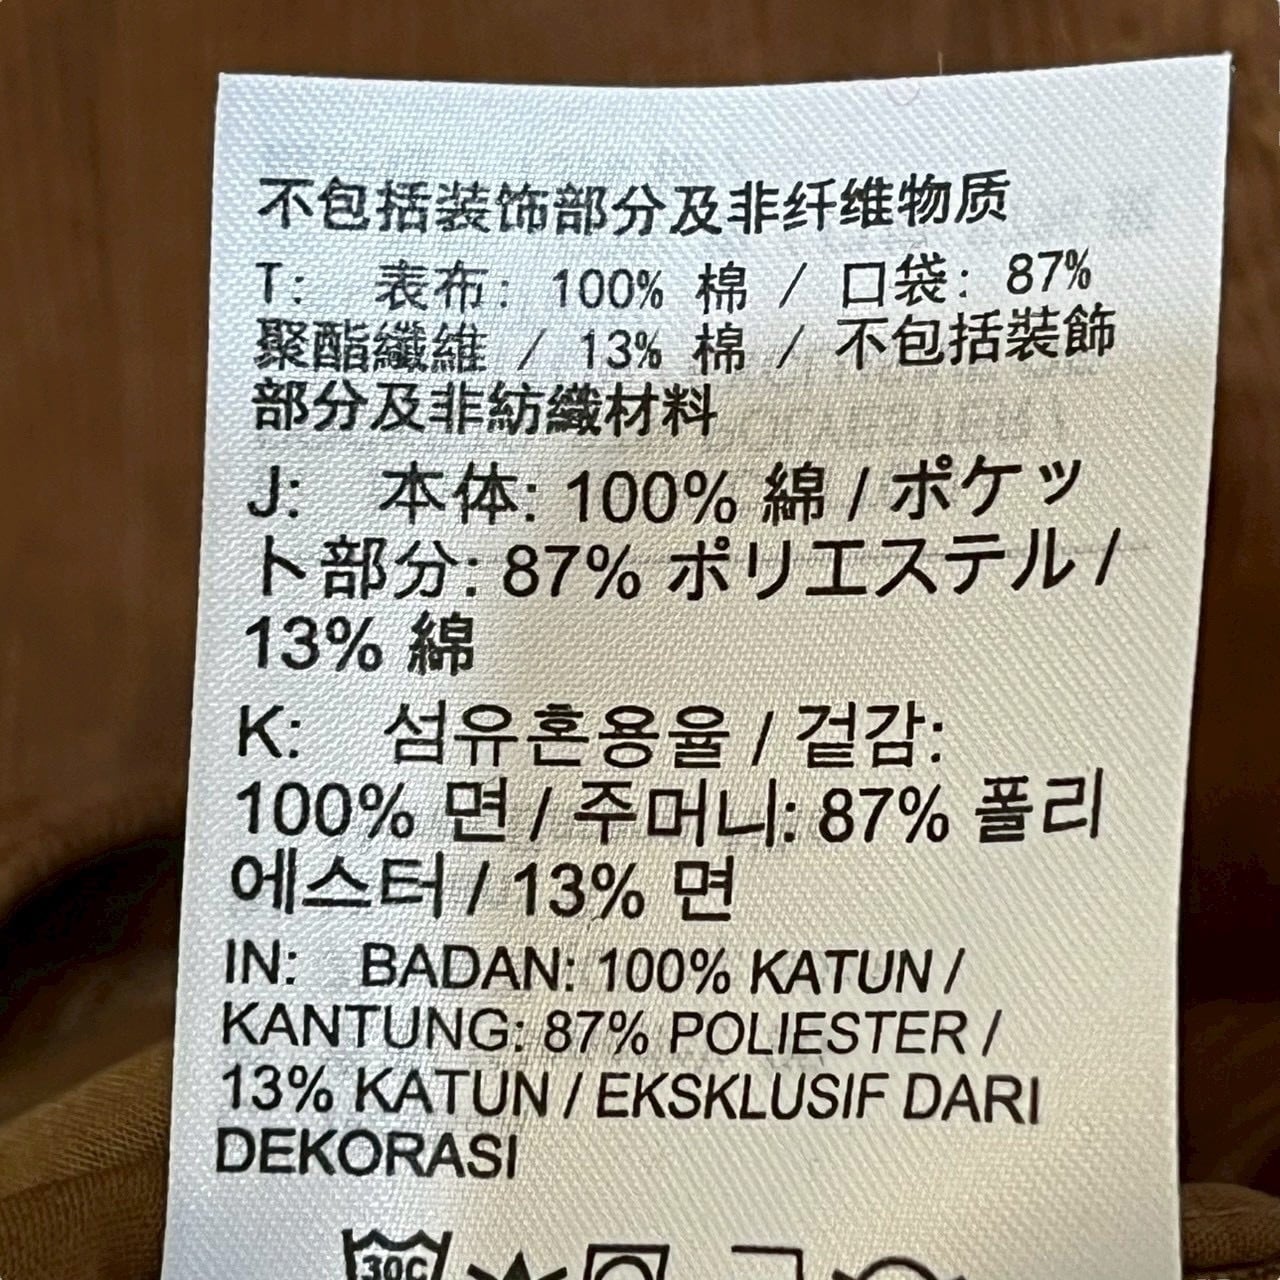 不包括装饰部分及非纤维物质
T: 表布: 100% 棉 / 口袋: 87%
聚酯纖維 / 13% 棉 / 不包括裝飾
部分及非紡織材料
J: 本体: 100% 綿 / ポケッ
ト部分: 87% ポリエステル /
13% 綿
K: 섬유혼용율 / 겉감:
100% 면 / 주머니: 87% 폴리
에스터 / 13% 면
IN: BADAN: 100% KATUN /
KANTUNG: 87% POLIESTER /
13% KATUN / EKSKLUSIF DARI
DEKORASI
30C